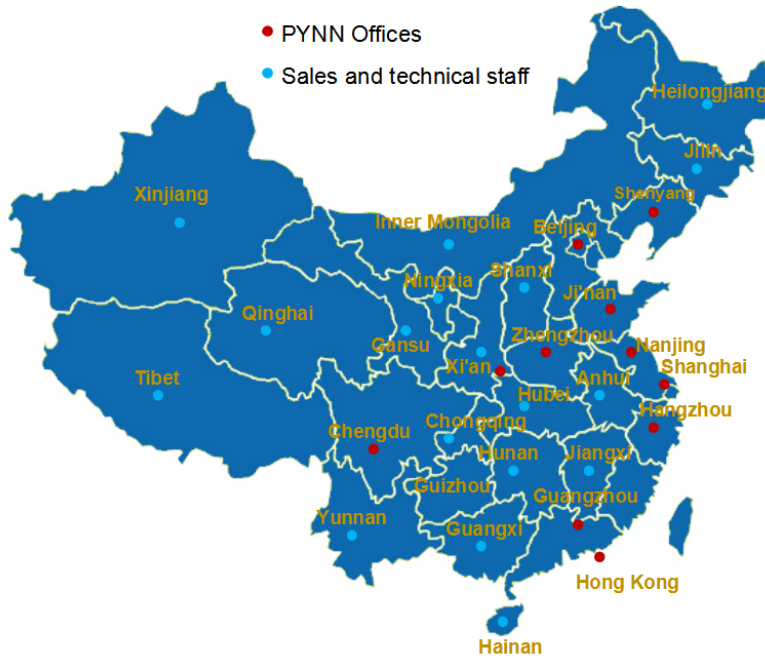 PYNN Offices
Sales and technical staff
Heilongjiang
Jilin
Shenyang
Xinjiang
Inner Mongolia
Beijing
Shanxi
Ningxia
Ji'nan
Qinghai
Gansu
Zhengzhou
Nanjing
Xi'an
Shanghai
Tibet
Hubei
Anhui
Hangzhou
Chengdu
Chongqing
Hunan
Jiangxi
Guizhou
Guangzhou
Yunnan
Guangxi
Hong Kong
Hainan